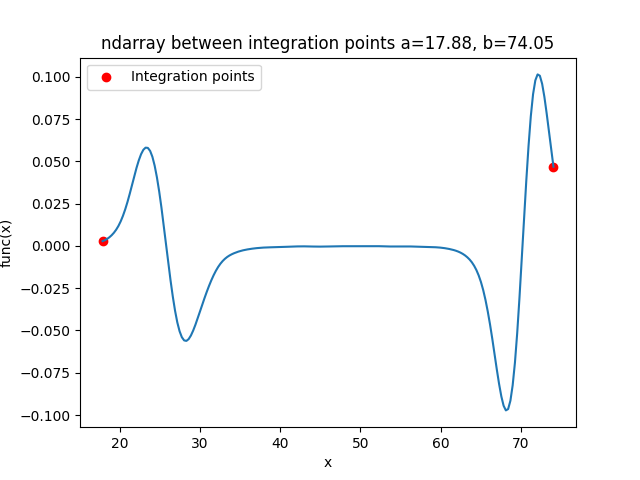 ndarray between integration points a=17.88, b=74.05
Integration points
0.100
0.075
0.050
0.025
0.000
−0.025
−0.050
−0.075
−0.100
func(x)
20 30 40 50 60 70
x